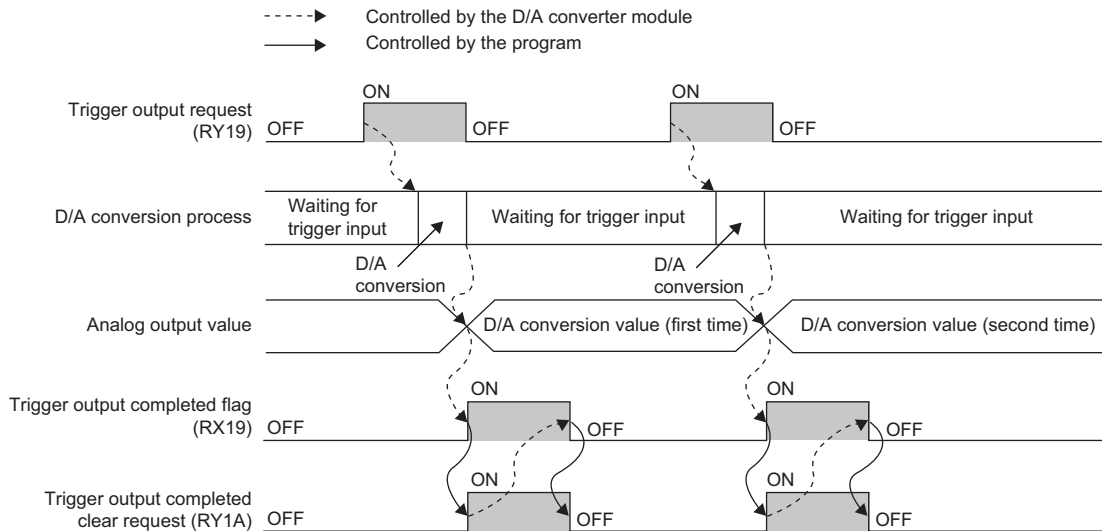 Controlled by the D/A converter module
Controlled by the program
ON
Trigger output request
(RY19)
OFF
OFF
ON
OFF
D/A conversion process
Waiting for
trigger input
Waiting for trigger input
Waiting for trigger input
D/A
conversion
D/A
conversion
Analog output value
D/A conversion value (first time)
D/A conversion value (second time)
ON
ON
Trigger output completed flag
(RX19)
OFF
OFF
OFF
ON
ON
Trigger output completed
clear request (RY1A)
OFF
OFF
OFF